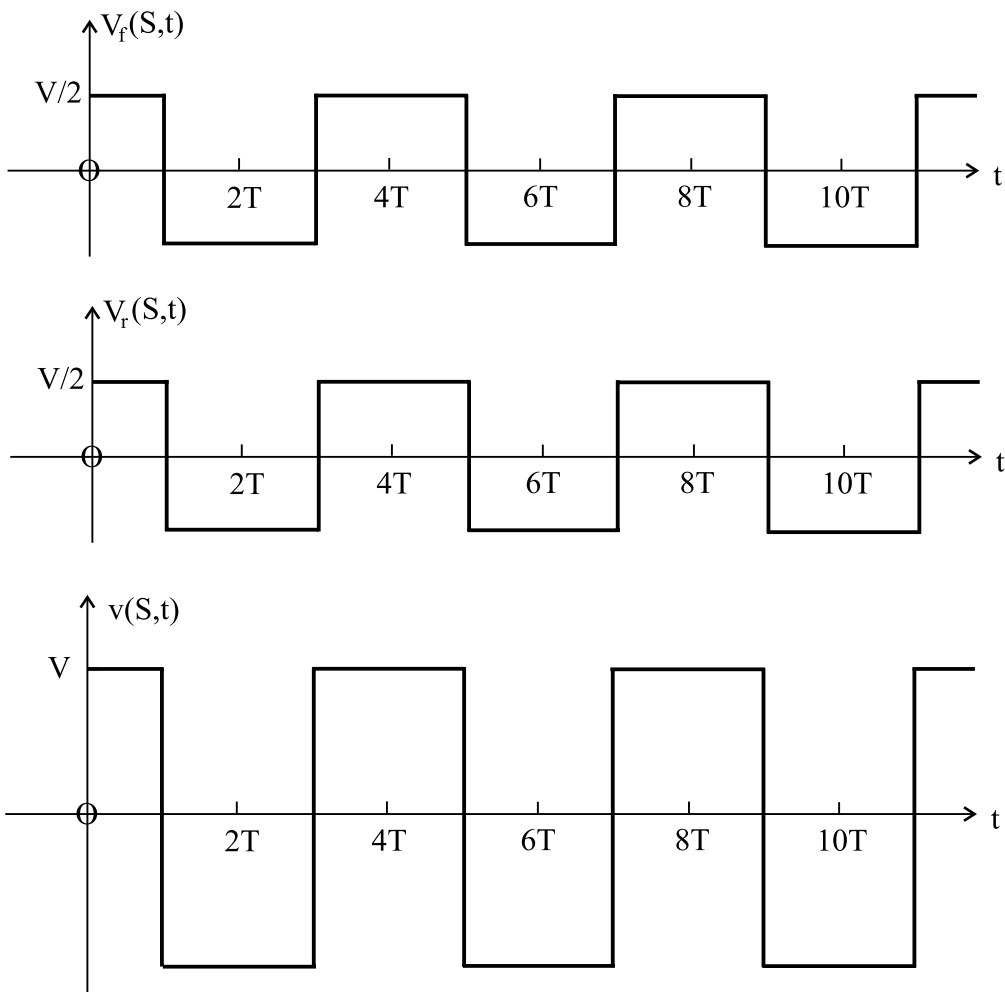 V_f(S,t)
V/2
O
2T 4T 6T 8T 10T t
V_r(S,t)
V/2
O
2T 4T 6T 8T 10T t
v(S,t)
V
O
2T 4T 6T 8T 10T t